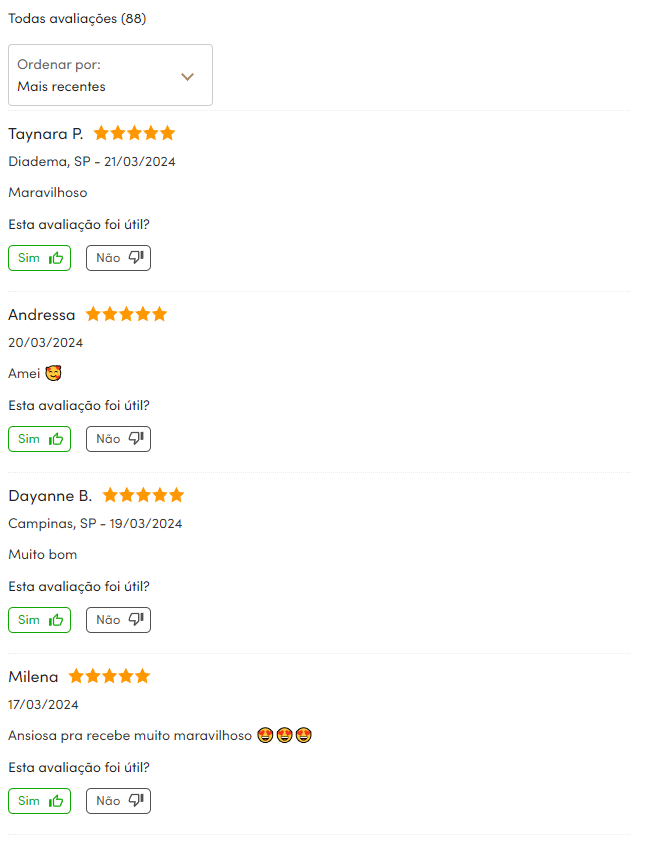 Todas avaliações (88)
Ordenar por:
Mais recentes
Taynara P.
Diadema, SP - 21/03/2024
Maravilhoso
Esta avaliação foi útil?
Sim Não
Andressa
20/03/2024
Amei 🥰
Esta avaliação foi útil?
Sim Não
Dayanne B.
Campinas, SP - 19/03/2024
Muito bom
Esta avaliação foi útil?
Sim Não
Milena
17/03/2024
Ansiosa pra recebe muito maravilhoso 🤩🤩🤩
Esta avaliação foi útil?
Sim Não